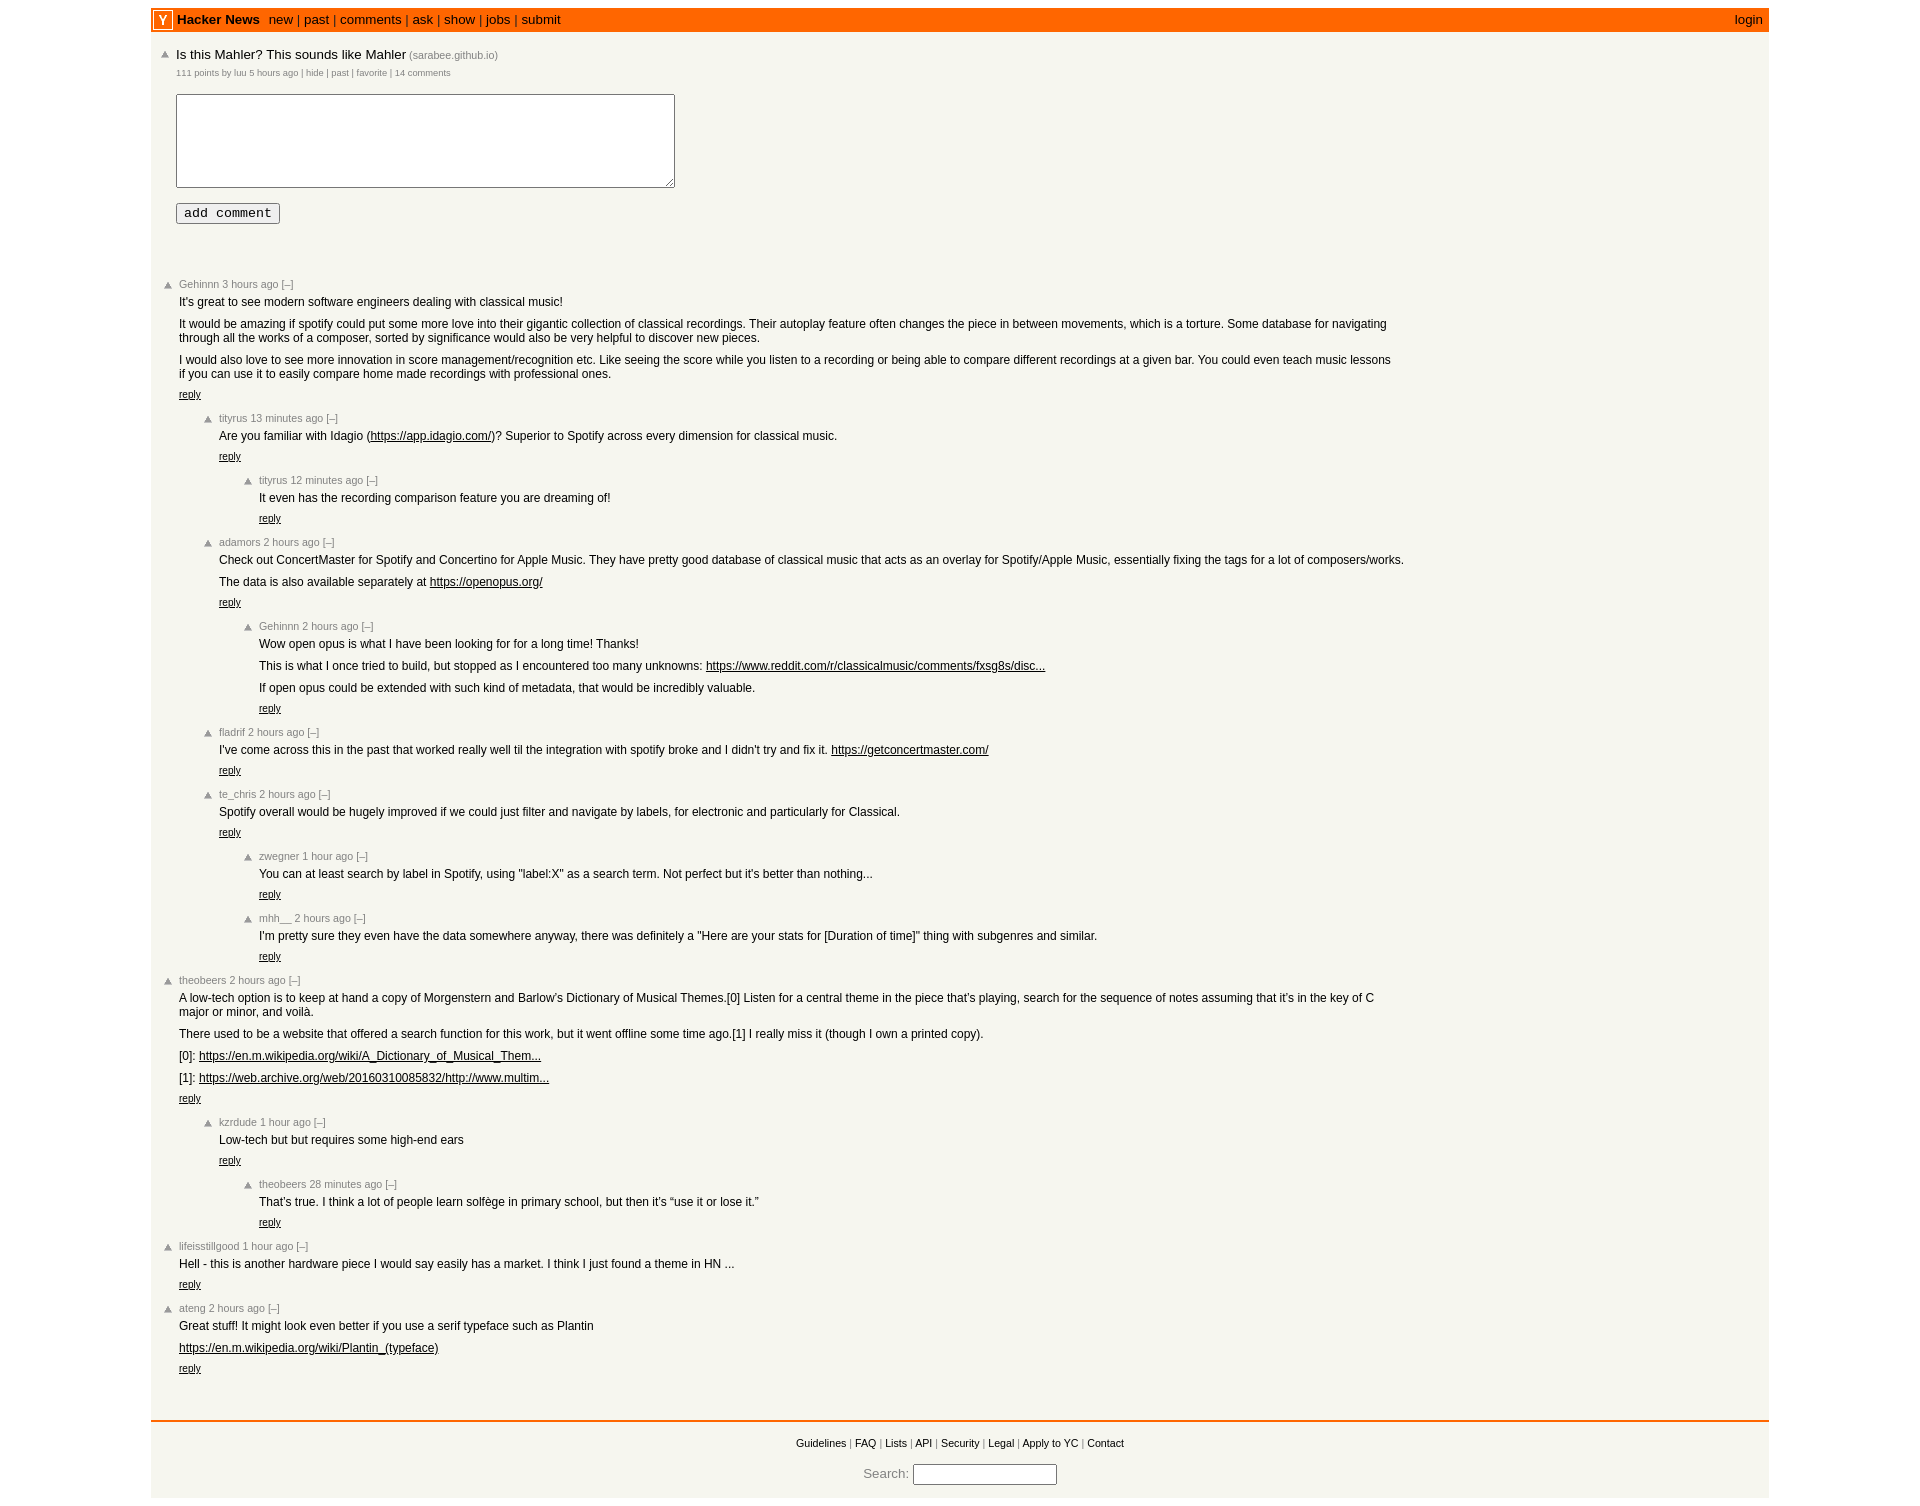 Y Hacker News new | past | comments | ask | show | jobs | submit login
Is this Mahler? This sounds like Mahler (sarabee.github.io)
111 points by luu 5 hours ago | hide | past | favorite | 14 comments
add comment
Gehinnn 3 hours ago [–]
It's great to see modern software engineers dealing with classical music!
It would be amazing if spotify could put some more love into their gigantic collection of classical recordings. Their autoplay feature often changes the piece in between movements, which is a torture. Some database for navigating
through all the works of a composer, sorted by significance would also be very helpful to discover new pieces.
I would also love to see more innovation in score management/recognition etc. Like seeing the score while you listen to a recording or being able to compare different recordings at a given bar. You could even teach music lessons
if you can use it to easily compare home made recordings with professional ones.
reply
tityrus 13 minutes ago [–]
Are you familiar with Idagio (https://app.idagio.com/)? Superior to Spotify across every dimension for classical music.
reply
tityrus 12 minutes ago [–]
It even has the recording comparison feature you are dreaming of!
reply
adamors 2 hours ago [–]
Check out ConcertMaster for Spotify and Concertino for Apple Music. They have pretty good database of classical music that acts as an overlay for Spotify/Apple Music, essentially fixing the tags for a lot of composers/works.
The data is also available separately at https://openopus.org/
reply
Gehinnn 2 hours ago [–]
Wow open opus is what I have been looking for for a long time! Thanks!
This is what I once tried to build, but stopped as I encountered too many unknowns: https://www.reddit.com/r/classicalmusic/comments/fxsg8s/disc...
If open opus could be extended with such kind of metadata, that would be incredibly valuable.
reply
fladrif 2 hours ago [–]
I've come across this in the past that worked really well til the integration with spotify broke and I didn't try and fix it. https://getconcertmaster.com/
reply
te_chris 2 hours ago [–]
Spotify overall would be hugely improved if we could just filter and navigate by labels, for electronic and particularly for Classical.
reply
zwegner 1 hour ago [–]
You can at least search by label in Spotify, using "label:X" as a search term. Not perfect but it's better than nothing...
reply
mhh__ 2 hours ago [–]
I'm pretty sure they even have the data somewhere anyway, there was definitely a "Here are your stats for [Duration of time]" thing with subgenres and similar.
reply
theobeers 2 hours ago [–]
A low-tech option is to keep at hand a copy of Morgenstern and Barlow’s Dictionary of Musical Themes.[0] Listen for a central theme in the piece that’s playing, search for the sequence of notes assuming that it’s in the key of C
major or minor, and voilà.
There used to be a website that offered a search function for this work, but it went offline some time ago.[1] I really miss it (though I own a printed copy).
[0]: https://en.m.wikipedia.org/wiki/A_Dictionary_of_Musical_Them...
[1]: https://web.archive.org/web/20160310085832/http://www.multim...
reply
kzrdude 1 hour ago [–]
Low-tech but but requires some high-end ears
reply
theobeers 28 minutes ago [–]
That’s true. I think a lot of people learn solfège in primary school, but then it’s “use it or lose it.”
reply
lifeisstillgood 1 hour ago [–]
Hell - this is another hardware piece I would say easily has a market. I think I just found a theme in HN ...
reply
ateng 2 hours ago [–]
Great stuff! It might look even better if you use a serif typeface such as Plantin
https://en.m.wikipedia.org/wiki/Plantin_(typeface)
reply
Guidelines | FAQ | Lists | API | Security | Legal | Apply to YC | Contact
Search: